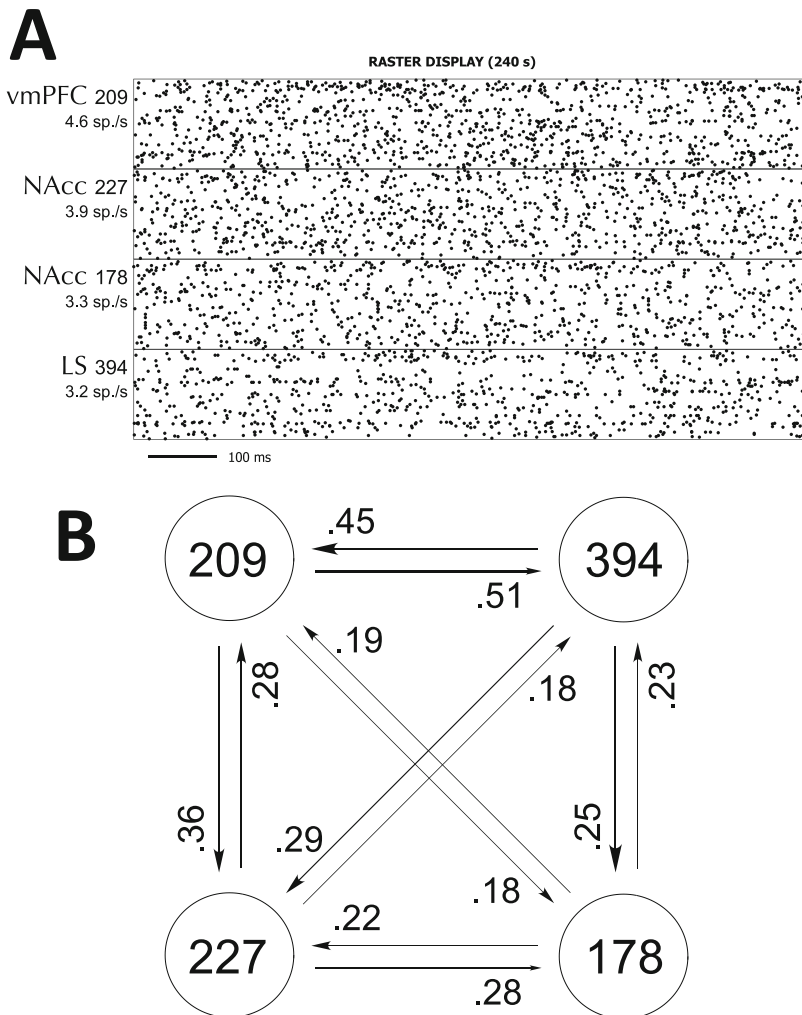 A
RASTER DISPLAY (240 s)
vmPFC 209
4.6 sp./s
NAcc 227
3.9 sp./s
NAcc 178
3.3 sp./s
LS 394
3.2 sp./s
100 ms
B
209
.45
.51
394
.19
.28
.18
.23
.36
.29
.25
.18
227
.22
.28
178